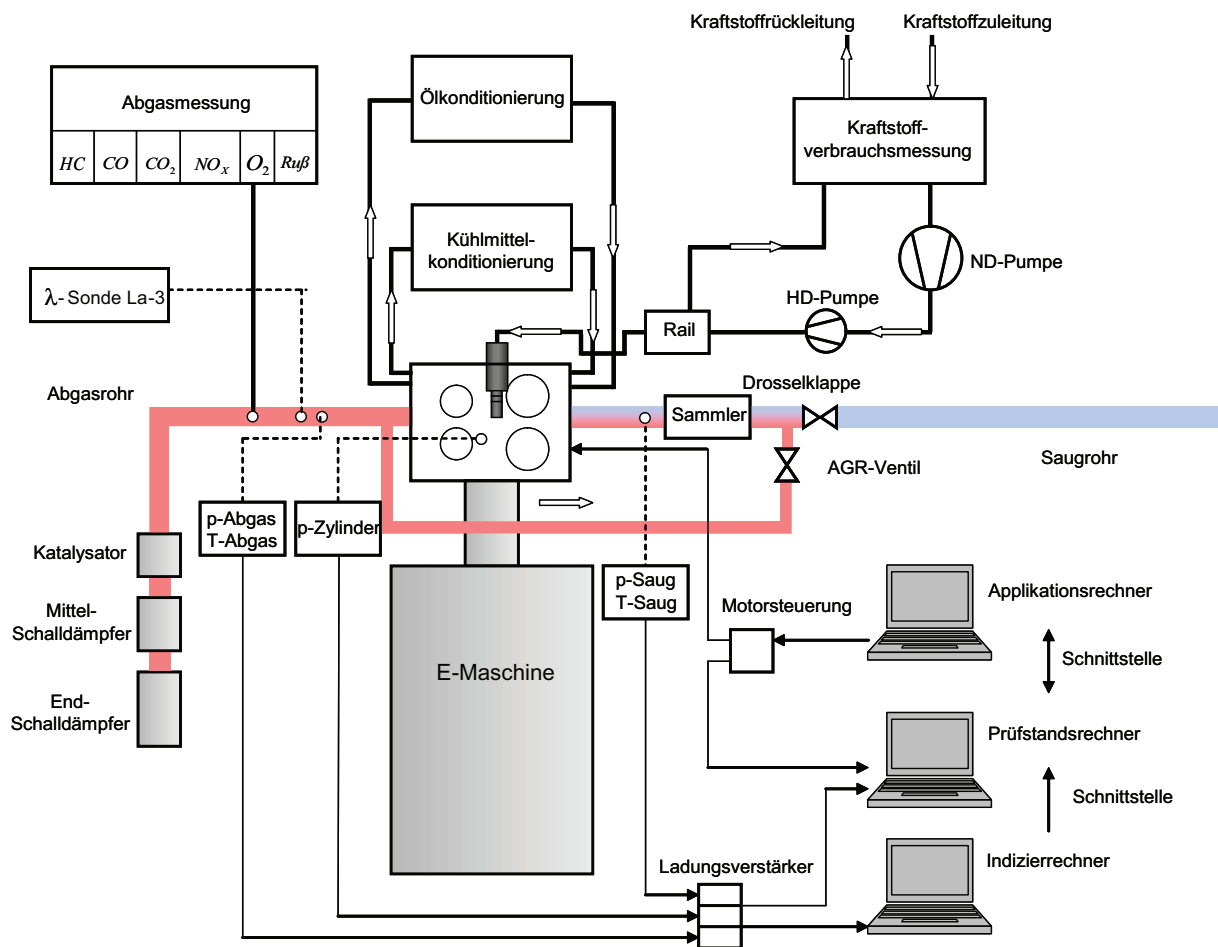 Kraftstoffrückleitung
Kraftstoffzuleitung
Abgasmessung
HC CO CO₂ NOₓ O₂ Ruß
Ölkonditionierung
Kraftstoff-
verbrauchsmessung
Kühlmittel-
konditionierung
ND-Pumpe
λ- Sonde La-3
HD-Pumpe
Rail
Abgasrohr
Drosselklappe
Sammler
AGR-Ventil
Saugrohr
p-Abgas
T-Abgas
p-Zylinder
Katalysator
p-Saug
T-Saug
Motorsteuerung
Applikationsrechner
Mittel-
Schalldämpfer
Schnittstelle
E-Maschine
End-
Schalldämpfer
Prüfstandsrechner
Schnittstelle
Ladungsverstärker
Indizierrechner